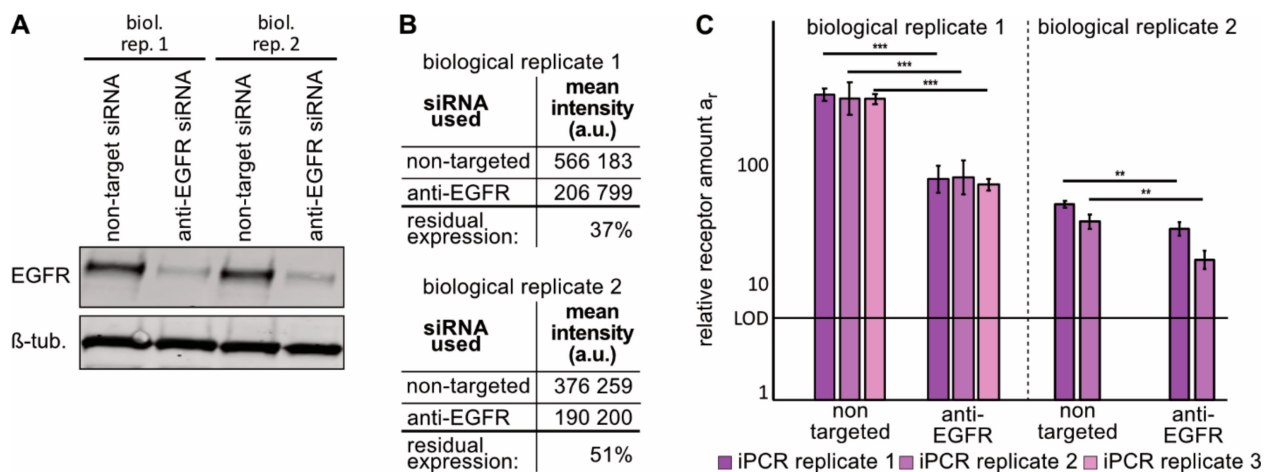 A
biol.
rep. 1
biol.
rep. 2
non-target siRNA
anti-EGFR siRNA
non-target siRNA
anti-EGFR siRNA
EGFR
ß-tub.
B
biological replicate 1
siRNA
used
mean
intensity
(a.u.)
non-targeted 566 183
anti-EGFR 206 799
residual
expression:
37%
biological replicate 2
siRNA
used
mean
intensity
(a.u.)
non-targeted 376 259
anti-EGFR 190 200
residual
expression:
51%
C
biological replicate 1
biological replicate 2
***
***
***
**
**
relative receptor amount aᵣ
100
10
LOD
1
non
targeted
anti-
EGFR
non
targeted
anti-
EGFR
iPCR replicate 1 iPCR replicate 2 iPCR replicate 3